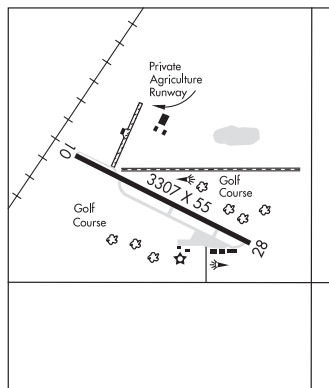 Private
Agriculture
Runway
10
3307 X 55
Golf
Course
Golf
Course
28